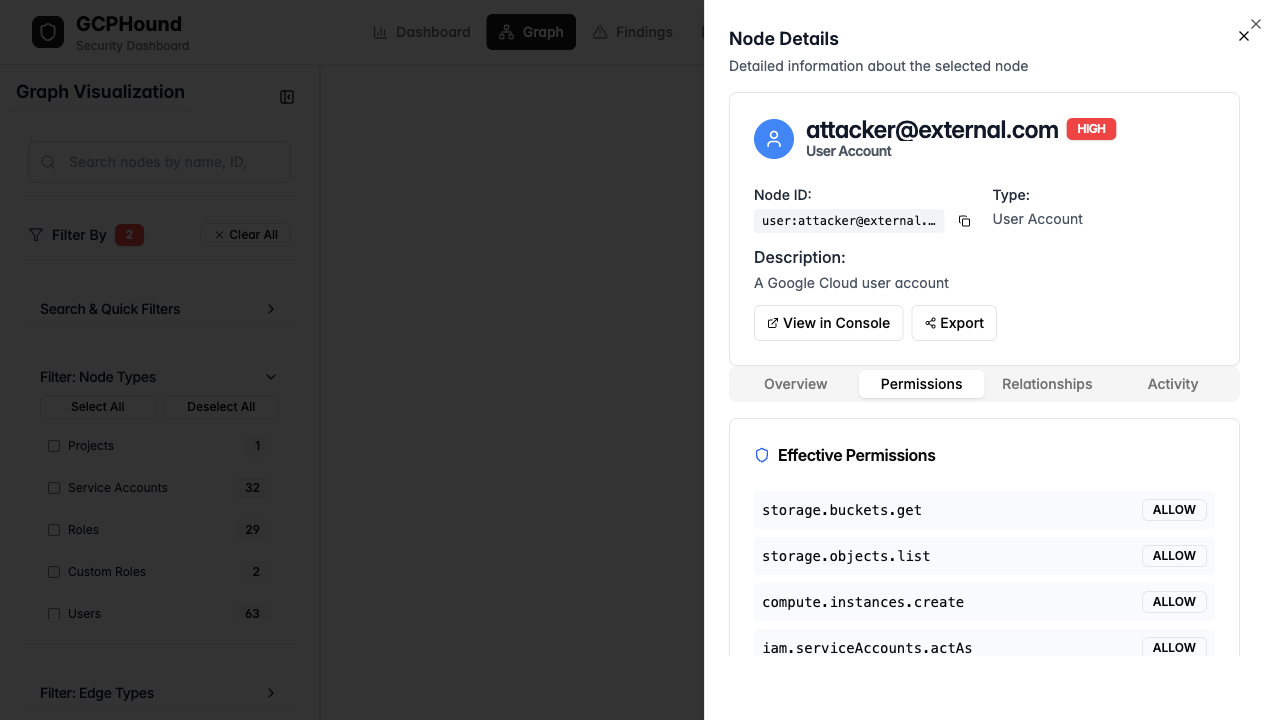 GCPHound
Security Dashboard
Dashboard
Graph
Findings
Graph Visualization
Search nodes by name, ID,
Filter By
2
Clear All
Search & Quick Filters
Filter: Node Types
Select All
Deselect All
Projects 1
Service Accounts 32
Roles 29
Custom Roles 2
Users 63
Filter: Edge Types
Node Details
Detailed information about the selected node
attacker@external.com HIGH
User Account
Node ID:
user:attacker@external.…
Type:
User Account
Description:
A Google Cloud user account
View in Console
Export
Overview
Permissions
Relationships
Activity
Effective Permissions
storage.buckets.get ALLOW
storage.objects.list ALLOW
compute.instances.create ALLOW
iam.serviceAccounts.actAs ALLOW